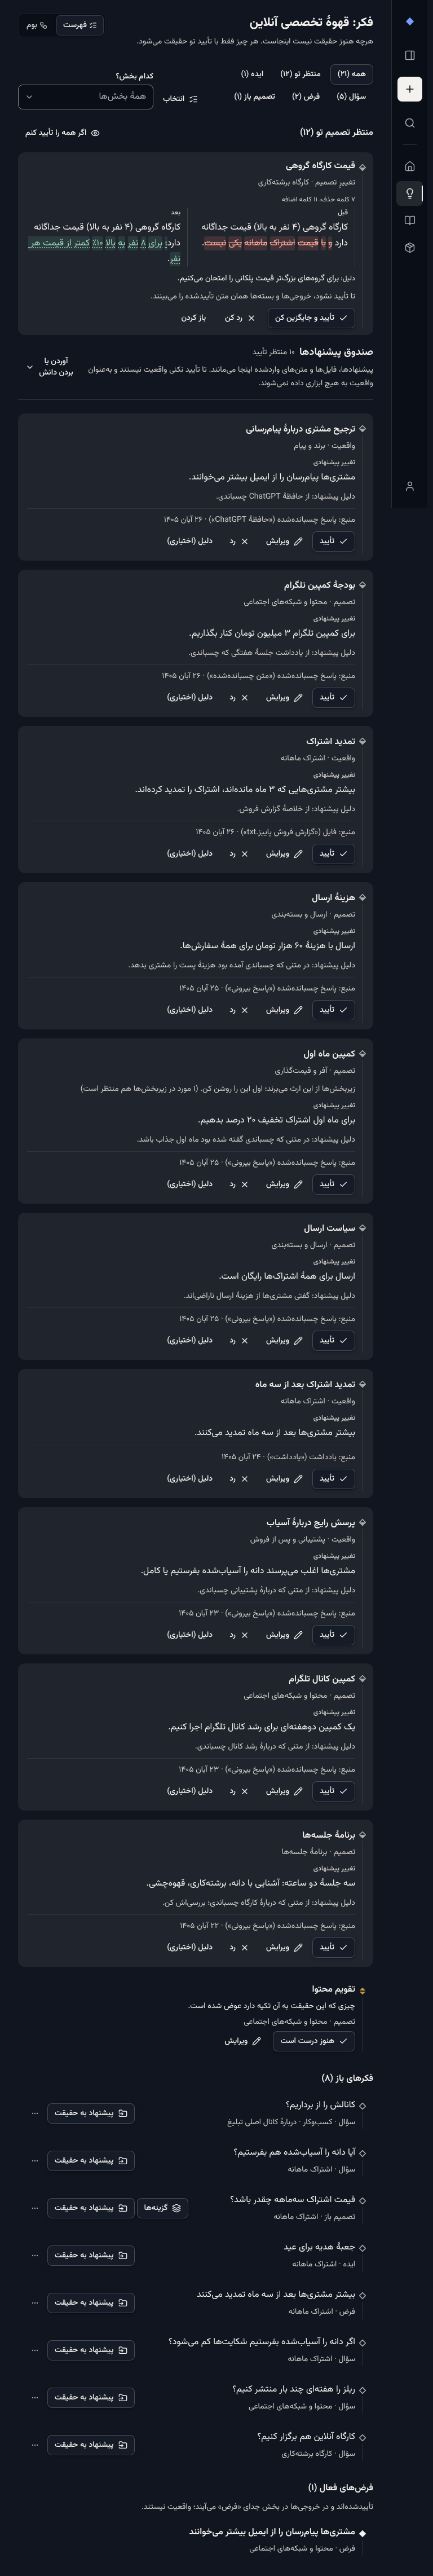 فکر: قهوهٔ تخصصی آنلاین
هرچه هنوز حقیقت نیست اینجاست. هر چیز فقط با تأیید تو حقیقت می‌شود.
فهرست
بوم
همه (۲۱)
منتظر تو (۱۲)
ایده (۱)
سؤال (۵)
فرض (۲)
تصمیم باز (۱)
انتخاب
کدام بخش؟
همهٔ بخش‌ها
منتظر تصمیم تو (۱۲)
اگر همه را تأیید کنم
قیمت کارگاه گروهی
تغییرِ تصمیم · کارگاه برشته‌کاری
۷ کلمه حذف، ۱۱ کلمه اضافه
قبل
کارگاه گروهی (۴ نفر به بالا) قیمت جداگانه
دارد و با قیمت اشتراک ماهانه یکی نیست.
بعد
کارگاه گروهی (۴ نفر به بالا) قیمت جداگانه
دارد: برای ۸ نفر به بالا ۱۰٪ کمتر از قیمت هر
نفر.
دلیل: برای گروه‌های بزرگ‌تر قیمت پلکانی را امتحان می‌کنیم.
تا تأیید نشود، خروجی‌ها و بسته‌ها همان متن تأییدشده را می‌بینند.
تأیید و جایگزین کن
رد کن
باز کردن
صندوق پیشنهادها
۱۰ منتظر تأیید
پیشنهادها، فایل‌ها و متن‌های واردشده اینجا می‌مانند. تا تأیید نکنی واقعیت نیستند و به‌عنوان
واقعیت به هیچ ابزاری داده نمی‌شوند.
آوردن یا
بردن دانش
ترجیح مشتری دربارهٔ پیام‌رسانی
واقعیت · برند و پیام
تغییر پیشنهادی
مشتری‌ها پیام‌رسان را از ایمیل بیشتر می‌خوانند.
دلیل پیشنهاد: از حافظهٔ ChatGPT چسباندی.
منبع: پاسخ چسبانده‌شده («حافظهٔ ChatGPT») · ۲۶ آبان ۱۴۰۵
تأیید
ویرایش
رد
دلیل (اختیاری)
بودجهٔ کمپین تلگرام
تصمیم · محتوا و شبکه‌های اجتماعی
تغییر پیشنهادی
برای کمپین تلگرام ۳ میلیون تومان کنار بگذاریم.
دلیل پیشنهاد: از یادداشت جلسهٔ هفتگی که چسباندی.
منبع: پاسخ چسبانده‌شده («متن چسبانده‌شده») · ۲۶ آبان ۱۴۰۵
تأیید
ویرایش
رد
دلیل (اختیاری)
تمدید اشتراک
واقعیت · اشتراک ماهانه
تغییر پیشنهادی
بیشتر مشتری‌هایی که ۳ ماه مانده‌اند، اشتراک را تمدید کرده‌اند.
دلیل پیشنهاد: از خلاصهٔ گزارش فروش.
منبع: فایل («گزارش فروش پاییز.txt») · ۲۶ آبان ۱۴۰۵
تأیید
ویرایش
رد
دلیل (اختیاری)
هزینهٔ ارسال
تصمیم · ارسال و بسته‌بندی
تغییر پیشنهادی
ارسال با هزینهٔ ۶۰ هزار تومان برای همهٔ سفارش‌ها.
دلیل پیشنهاد: در متنی که چسباندی آمده بود هزینهٔ پست را مشتری بدهد.
منبع: پاسخ چسبانده‌شده («پاسخ بیرونی») · ۲۵ آبان ۱۴۰۵
تأیید
ویرایش
رد
دلیل (اختیاری)
کمپین ماه اول
تصمیم · آفر و قیمت‌گذاری
زیربخش‌ها از این ارث می‌برند؛ اول این را روشن کن. (۱ مورد در زیربخش‌ها هم منتظر است)
تغییر پیشنهادی
برای ماه اول اشتراک تخفیف ۲۰ درصد بدهیم.
دلیل پیشنهاد: در متنی که چسباندی گفته شده بود ماه اول جذاب باشد.
منبع: پاسخ چسبانده‌شده («پاسخ بیرونی») · ۲۵ آبان ۱۴۰۵
تأیید
ویرایش
رد
دلیل (اختیاری)
سیاست ارسال
تصمیم · ارسال و بسته‌بندی
تغییر پیشنهادی
ارسال برای همهٔ اشتراک‌ها رایگان است.
دلیل پیشنهاد: گفتی مشتری‌ها از هزینهٔ ارسال ناراضی‌اند.
منبع: پاسخ چسبانده‌شده («پاسخ بیرونی») · ۲۵ آبان ۱۴۰۵
تأیید
ویرایش
رد
دلیل (اختیاری)
تمدید اشتراک بعد از سه ماه
واقعیت · اشتراک ماهانه
تغییر پیشنهادی
بیشتر مشتری‌ها بعد از سه ماه تمدید می‌کنند.
منبع: یادداشت («یادداشت») · ۲۴ آبان ۱۴۰۵
تأیید
ویرایش
رد
دلیل (اختیاری)
پرسش رایج دربارهٔ آسیاب
واقعیت · پشتیبانی و پس از فروش
تغییر پیشنهادی
مشتری‌ها اغلب می‌پرسند دانه را آسیاب‌شده بفرستیم یا کامل.
دلیل پیشنهاد: از متنی که دربارهٔ پشتیبانی چسباندی.
منبع: پاسخ چسبانده‌شده («پاسخ بیرونی») · ۲۳ آبان ۱۴۰۵
تأیید
ویرایش
رد
دلیل (اختیاری)
کمپین کانال تلگرام
تصمیم · محتوا و شبکه‌های اجتماعی
تغییر پیشنهادی
یک کمپین دوهفته‌ای برای رشد کانال تلگرام اجرا کنیم.
دلیل پیشنهاد: از متنی که دربارهٔ رشد کانال چسباندی.
منبع: پاسخ چسبانده‌شده («پاسخ بیرونی») · ۲۳ آبان ۱۴۰۵
تأیید
ویرایش
رد
دلیل (اختیاری)
برنامهٔ جلسه‌ها
تصمیم · برنامهٔ جلسه‌ها
تغییر پیشنهادی
سه جلسهٔ دو ساعته: آشنایی با دانه، برشته‌کاری، قهوه‌چشی.
دلیل پیشنهاد: از متنی که دربارهٔ کارگاه چسباندی؛ بررسی‌اش کن.
منبع: پاسخ چسبانده‌شده («پاسخ بیرونی») · ۲۲ آبان ۱۴۰۵
تأیید
ویرایش
رد
دلیل (اختیاری)
تقویم محتوا
چیزی که این حقیقت به آن تکیه دارد عوض شده است.
تصمیم · محتوا و شبکه‌های اجتماعی
هنوز درست است
ویرایش
فکرهای باز (۸)
کانالش را از برداریم؟
سؤال · کسب‌وکار · دربارهٔ کانال اصلی تبلیغ
پیشنهاد به حقیقت
آیا دانه را آسیاب‌شده هم بفرستیم؟
سؤال · اشتراک ماهانه
پیشنهاد به حقیقت
قیمت اشتراک سه‌ماهه چقدر باشد؟
تصمیم باز · اشتراک ماهانه
گزینه‌ها
پیشنهاد به حقیقت
جعبهٔ هدیه برای عید
ایده · اشتراک ماهانه
پیشنهاد به حقیقت
بیشتر مشتری‌ها بعد از سه ماه تمدید می‌کنند
فرض · اشتراک ماهانه
پیشنهاد به حقیقت
اگر دانه را آسیاب‌شده بفرستیم شکایت‌ها کم می‌شود؟
سؤال · اشتراک ماهانه
پیشنهاد به حقیقت
ریلز را هفته‌ای چند بار منتشر کنیم؟
سؤال · محتوا و شبکه‌های اجتماعی
پیشنهاد به حقیقت
کارگاه آنلاین هم برگزار کنیم؟
سؤال · کارگاه برشته‌کاری
پیشنهاد به حقیقت
فرض‌های فعال (۱)
تأییدشده‌اند و در خروجی‌ها در بخش جدای «فرض» می‌آیند؛ واقعیت نیستند.
مشتری‌ها پیام‌رسان را از ایمیل بیشتر می‌خوانند
فرض · محتوا و شبکه‌های اجتماعی